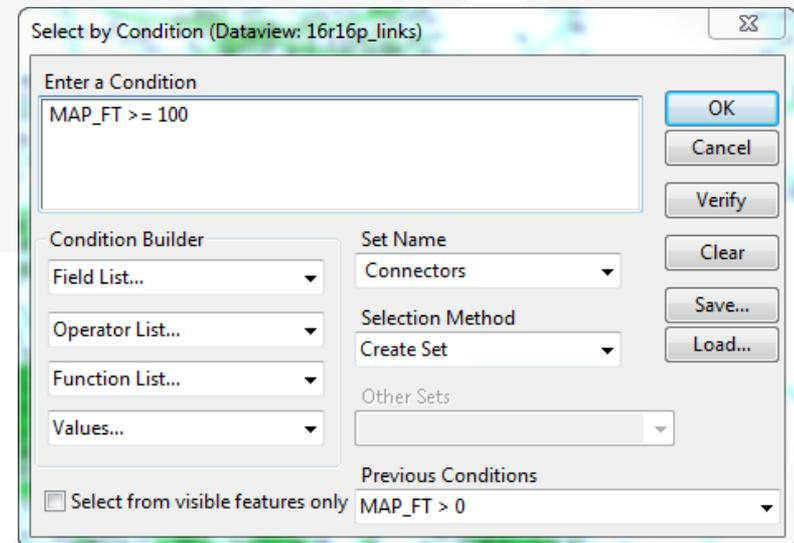 Select by Condition (Dataview: 16r16p_links)
Enter a Condition
MAP_FT >= 100
OK
Cancel
Verify
Clear
Save...
Load...
Condition Builder
Field List...
Operator List...
Function List...
Values...
Set Name
Connectors
Selection Method
Create Set
Other Sets
Previous Conditions
Select from visible features only
MAP_FT > 0